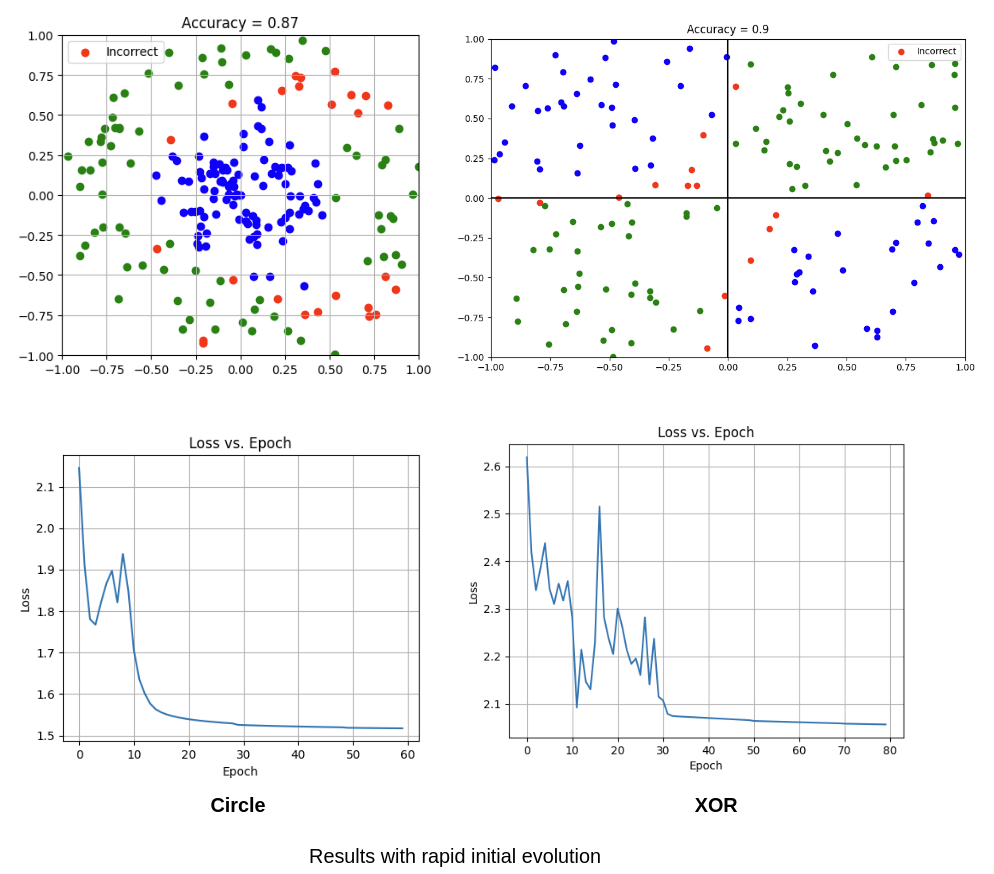 Accuracy = 0.87
Incorrect
1.00
0.75
0.50
0.25
0.00
−0.25
−0.50
−0.75
−1.00
−1.00 −0.75 −0.50 −0.25 0.00 0.25 0.50 0.75 1.00
Accuracy = 0.9
Incorrect
1.00
0.75
0.50
0.25
0.00
−0.25
−0.50
−0.75
−1.00
−1.00 −0.75 −0.50 −0.25 0.00 0.25 0.50 0.75 1.00
Loss vs. Epoch
Loss
2.1
2.0
1.9
1.8
1.7
1.6
1.5
0 10 20 30 40 50 60
Epoch
Circle
Loss vs. Epoch
Loss
2.6
2.5
2.4
2.3
2.2
2.1
0 10 20 30 40 50 60 70 80
Epoch
XOR
Results with rapid initial evolution